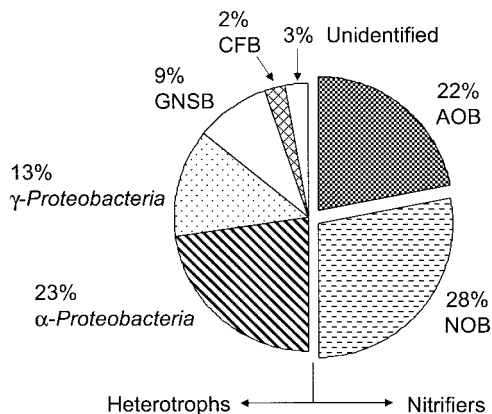 2%
CFB
3% Unidentified
9%
GNSB
22%
AOB
13%
γ-Proteobacteria
23%
α-Proteobacteria
28%
NOB
Heterotrophs
Nitrifiers